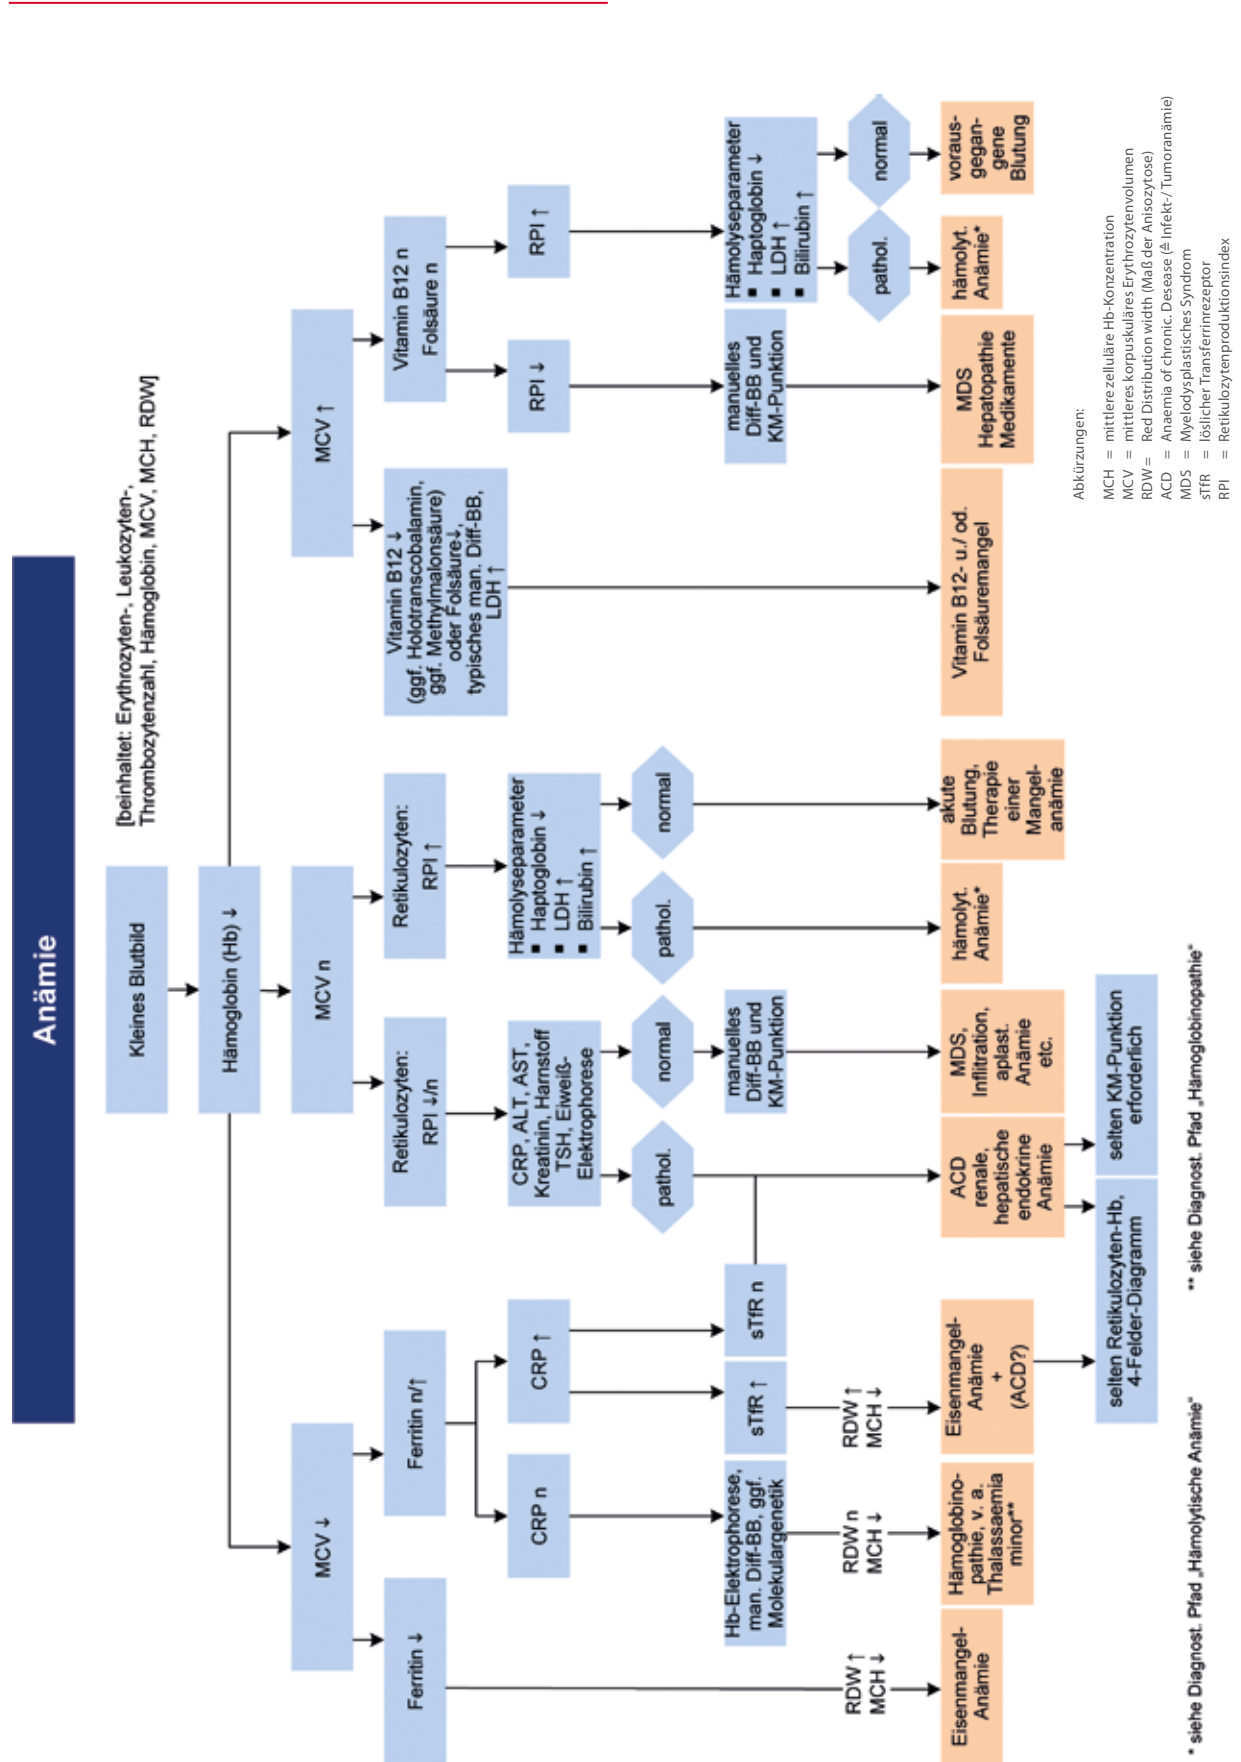 Anämie
Kleines Blutbild
[beinhaltet: Erythrozyten-, Leukozyten-,
Thrombozytenzahl, Hämoglobin, MCV, MCH, RDW]
Hämoglobin (Hb) ↓
MCV ↓
MCV n
MCV ↑
Ferritin ↓
Ferritin n/↑
Retikulozyten:
RPI ↓/n
Retikulozyten:
RPI ↑
Vitamin B12 ↓
(ggf. Holotranscobalamin,
ggf. Methylmalonsäure)
oder Folsäure↓,
typisches man. Diff-BB,
LDH ↑
Vitamin B12 n
Folsäure n
CRP n
CRP ↑
CRP, ALT, AST,
Kreatinin, Harnstoff
TSH, Eiweiß-
Elektrophorese
Hämolyseparameter
▪ Haptoglobin ↓
▪ LDH ↑
▪ Bilirubin ↑
RPI ↓
RPI ↑
pathol.
normal
pathol.
normal
Hb-Elektrophorese,
man. Diff-BB, ggf.
Molekulargenetik
sTfR ↑
sTfR n
manuelles
Diff-BB und
KM-Punktion
manuelles
Diff-BB und
KM-Punktion
Hämolyseparameter
▪ Haptoglobin ↓
▪ LDH ↑
▪ Bilirubin ↑
RDW ↑
MCH ↓
RDW n
MCH ↓
RDW ↑
MCH ↓
pathol.
normal
Eisenmangel-
Anämie
Hämoglobino-
pathie, v. a.
Thalassaemia
minor**
Eisenmangel-
Anämie
+
(ACD?)
ACD
renale,
hepatische
endokrine
Anämie
MDS,
Infiltration,
aplast.
Anämie
etc.
hämolyt.
Anämie*
akute
Blutung,
Therapie
einer
Mangel-
anämie
Vitamin B12- u./ od.
Folsäuremangel
MDS
Hepatopathie
Medikamente
hämolyt.
Anämie*
voraus-
gegan-
gene
Blutung
selten Retikulozyten-Hb,
4-Felder-Diagramm
selten KM-Punktion
erforderlich
* siehe Diagnost. Pfad „Hämolytische Anämie"
** siehe Diagnost. Pfad „Hämoglobinopathie"
Abkürzungen:
MCH = mittlere zelluläre Hb-Konzentration
MCV = mittleres korpuskuläres Erythrozytenvolumen
RDW = Red Distribution width (Maß der Anisozytose)
ACD = Anaemia of chronic. Desease (≙ Infekt-/ Tumoranämie)
MDS = Myelodysplastisches Syndrom
sTfR = löslicher Transferrinrezeptor
RPI = Retikulozytenproduktionsindex